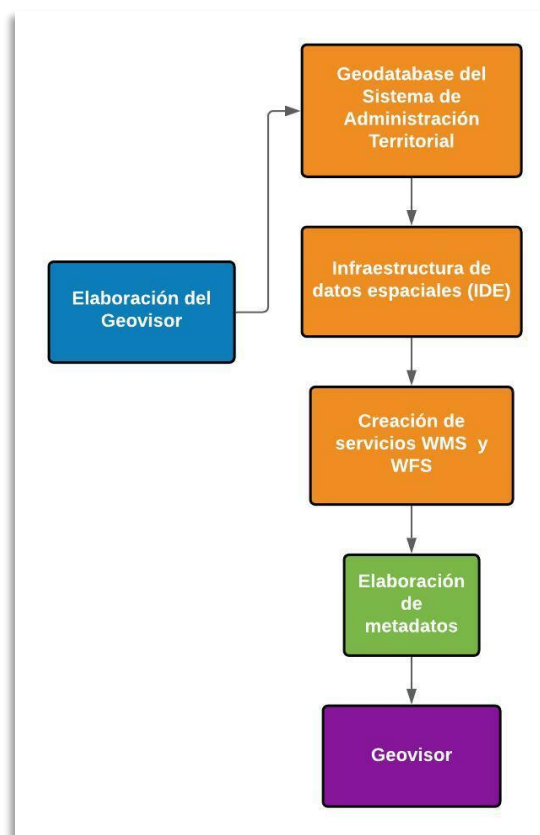 Geodatabase del
Sistema de
Administración
Territorial
Elaboración del
Geovisor
Infraestructura de
datos espaciales (IDE)
Creación de
servicios WMS y
WFS
Elaboración
de
metadatos
Geovisor